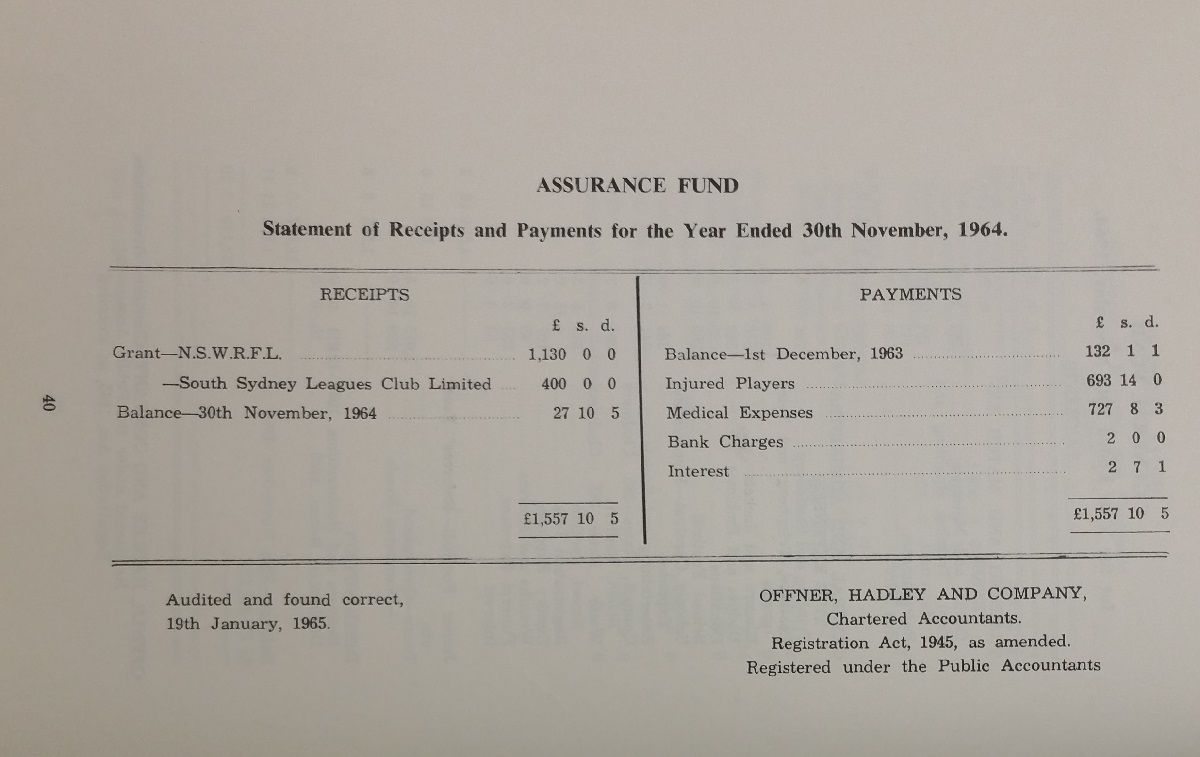 ASSURANCE FUND
Statement of Receipts and Payments for the Year Ended 30th November, 1964.
RECEIPTS
£ s. d.
Grant—N.S.W.R.F.L. 1,130 0 0
—South Sydney Leagues Club Limited 400 0 0
Balance—30th November, 1964 27 10 5
£1,557 10 5
PAYMENTS
£ s. d.
Balance—1st December, 1963 132 1 1
Injured Players 693 14 0
Medical Expenses 727 8 3
Bank Charges 2 0 0
Interest 2 7 1
£1,557 10 5
Audited and found correct,
19th January, 1965.
OFFNER, HADLEY AND COMPANY,
Chartered Accountants.
Registration Act, 1945, as amended.
Registered under the Public Accountants
40